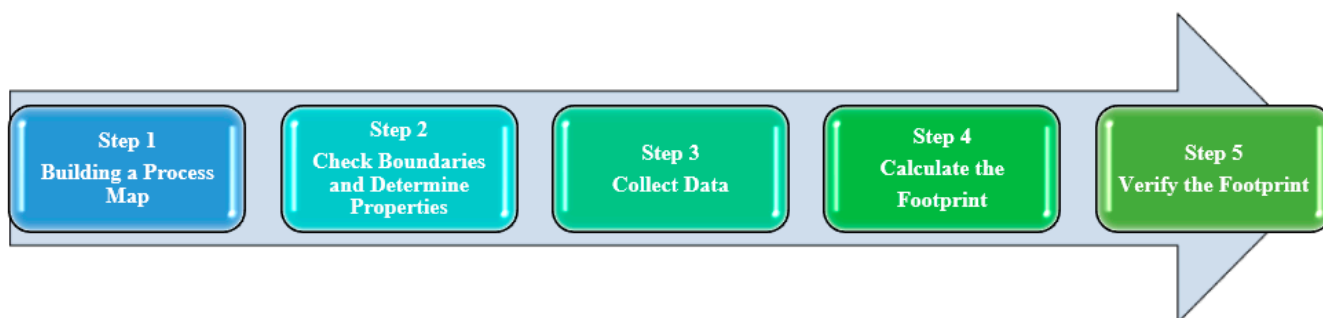 Step 1
Building a Process
Map
Step 2
Check Boundaries
and Determine
Properties
Step 3
Collect Data
Step 4
Calculate the
Footprint
Step 5
Verify the Footprint